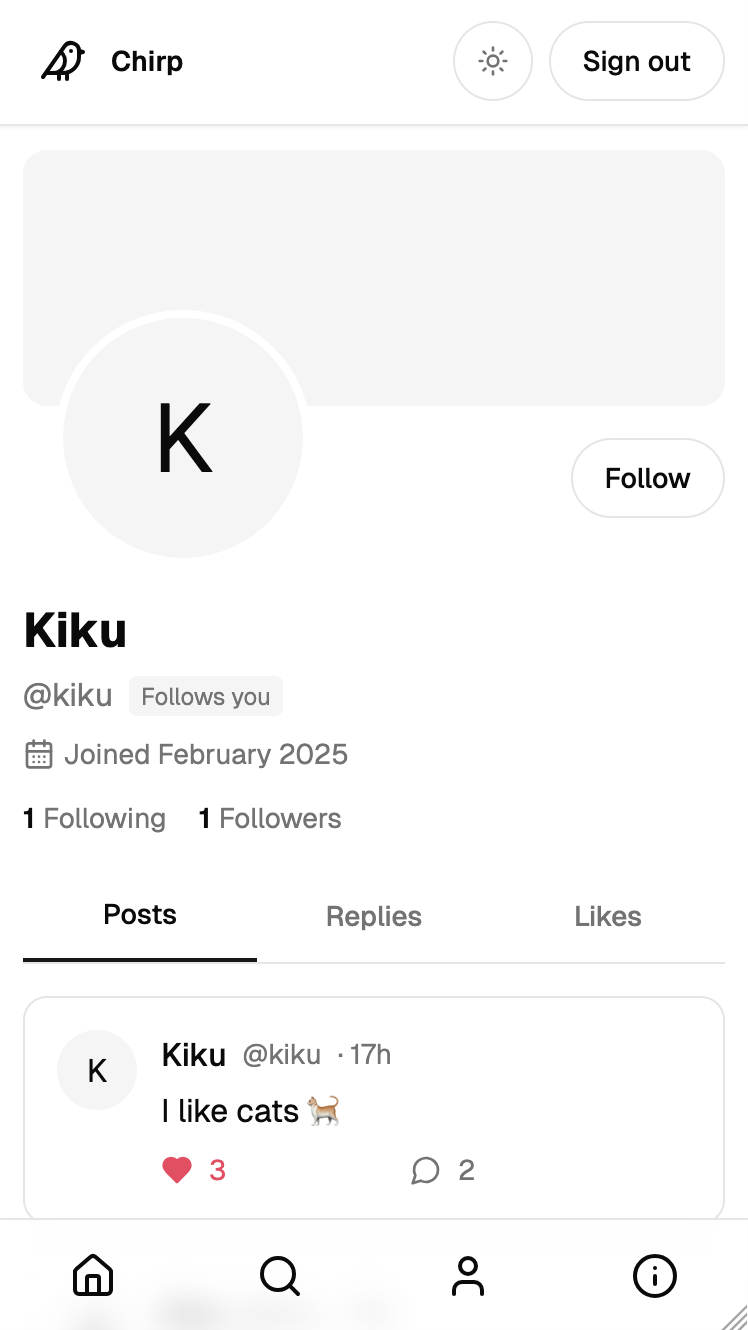 Chirp
Sign out
K
Follow
Kiku
@kiku Follows you
Joined February 2025
1 Following 1 Followers
Posts Replies Likes
K
Kiku @kiku · 17h
I like cats 🐈
3 2